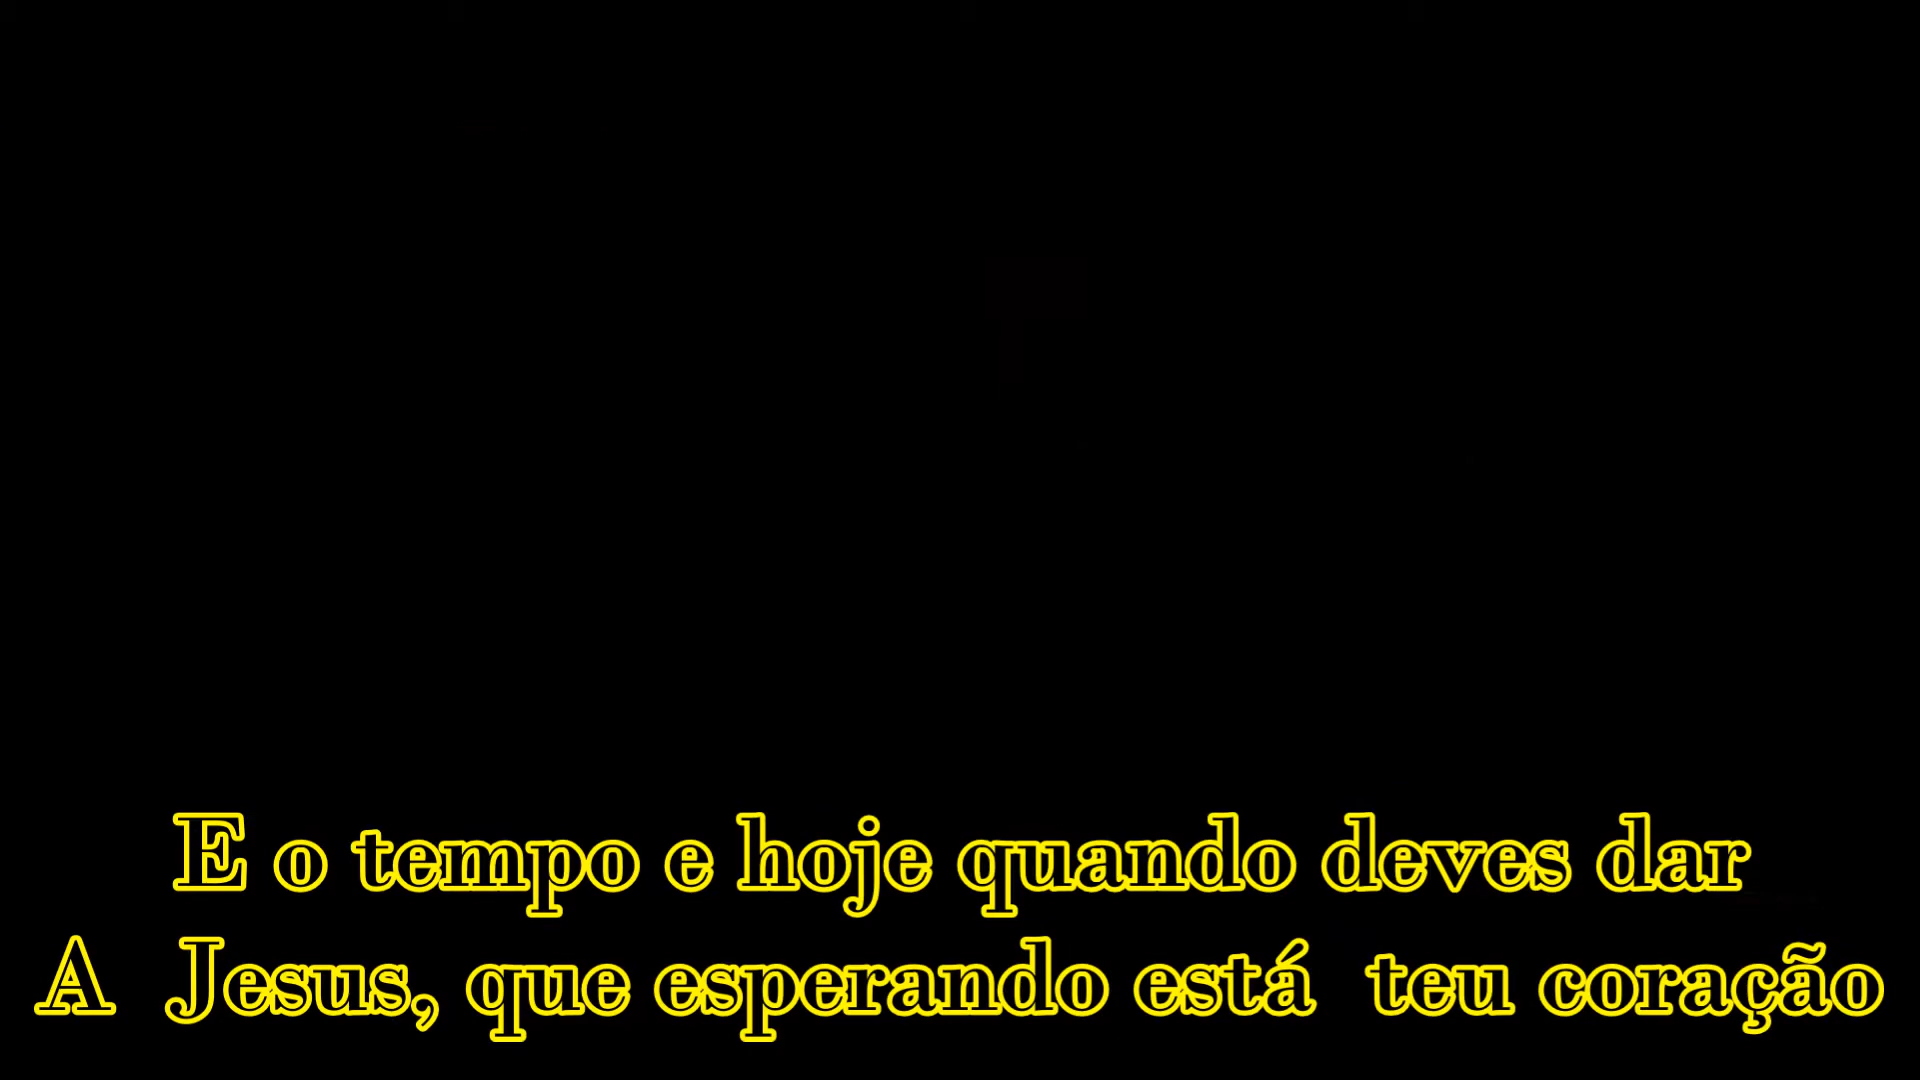 E o tempo e hoje quando deves dar
A Jesus, que esperando está teu coração